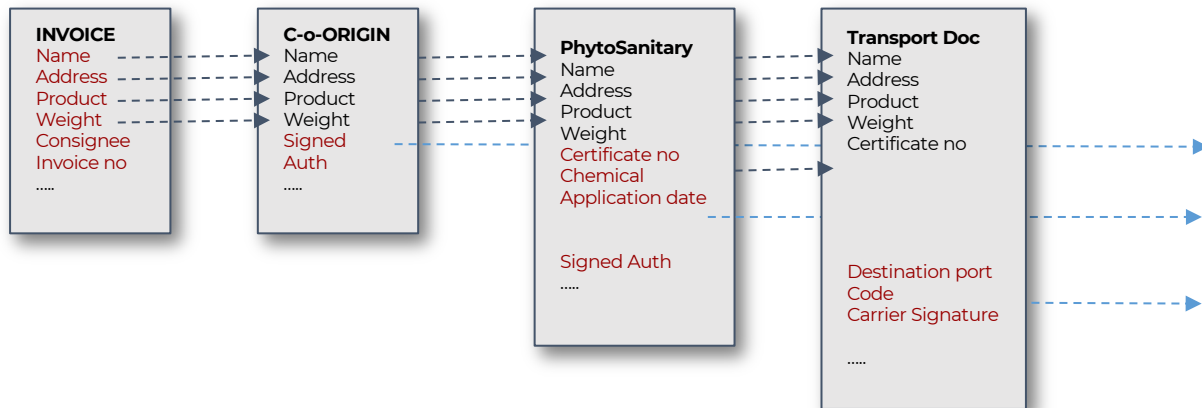 INVOICE
Name
Address
Product
Weight
Consignee
Invoice no
.....
C-o-ORIGIN
Name
Address
Product
Weight
Signed
Auth
.....
PhytoSanitary
Name
Address
Product
Weight
Certificate no
Chemical
Application date
Signed Auth
.....
Transport Doc
Name
Address
Product
Weight
Certificate no
Destination port
Code
Carrier Signature
.....